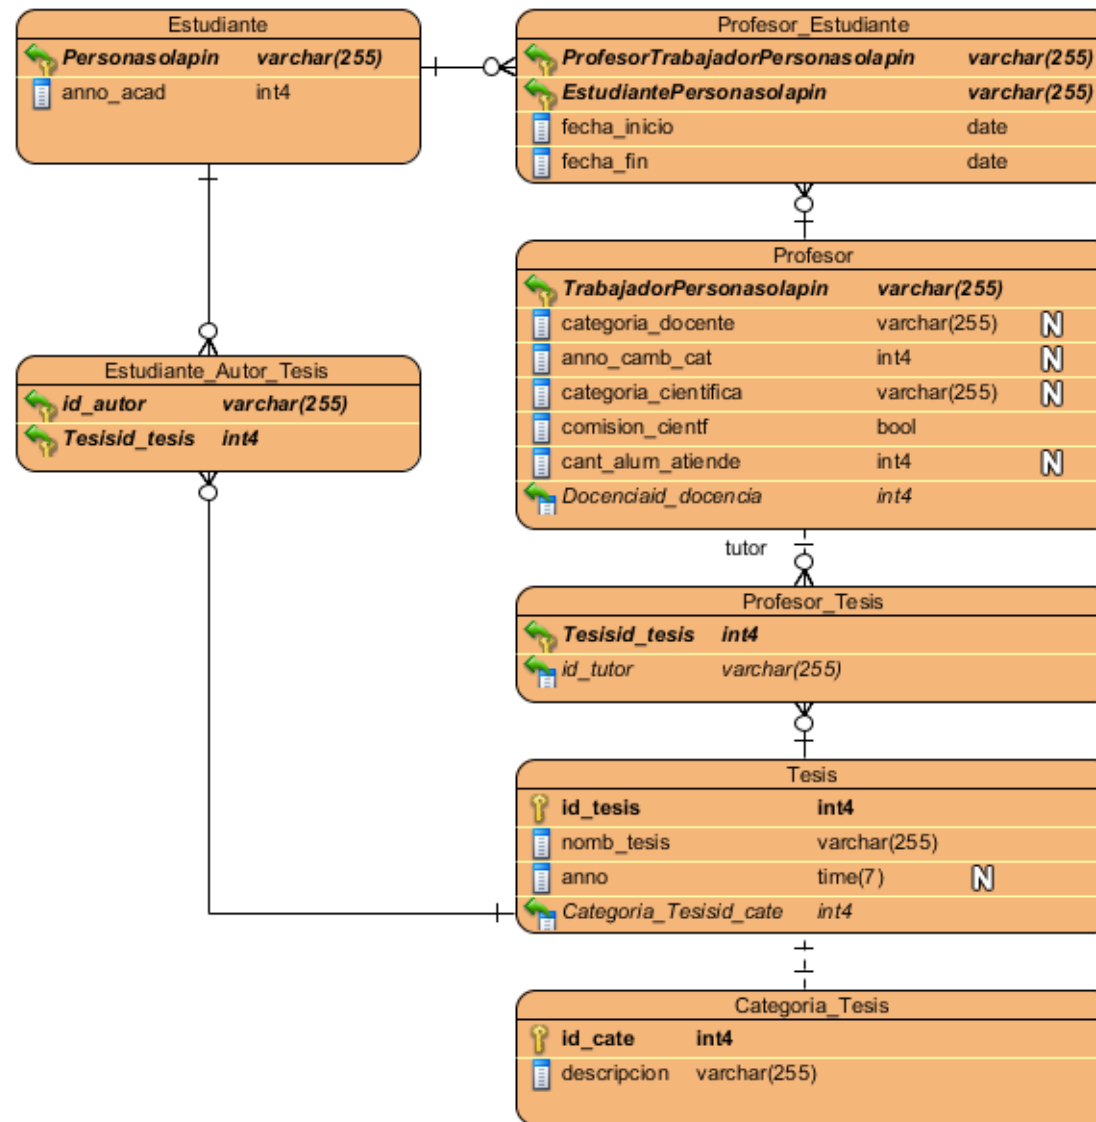 Estudiante
Personasolapin varchar(255)
anno_acad int4
Profesor_Estudiante
ProfesorTrabajadorPersonasolapin varchar(255)
EstudiantePersonasolapin varchar(255)
fecha_inicio date
fecha_fin date
Profesor
TrabajadorPersonasolapin varchar(255)
categoria_docente varchar(255) N
anno_camb_cat int4 N
categoria_cientifica varchar(255) N
comision_cientf bool
cant_alum_atiende int4 N
Docenciaid_docencia int4
Estudiante_Autor_Tesis
id_autor varchar(255)
Tesisid_tesis int4
tutor
Profesor_Tesis
Tesisid_tesis int4
id_tutor varchar(255)
Tesis
id_tesis int4
nomb_tesis varchar(255)
anno time(7) N
Categoria_Tesisid_cate int4
Categoria_Tesis
id_cate int4
descripcion varchar(255)